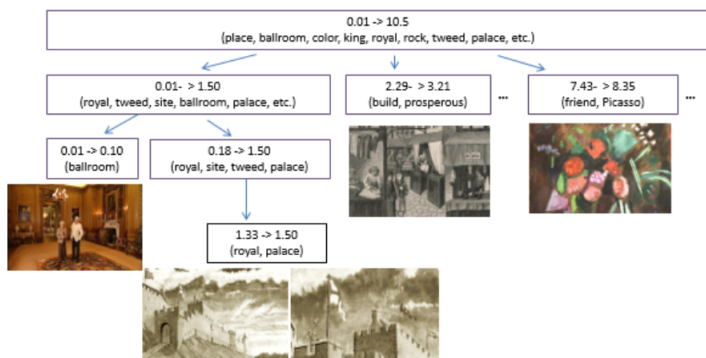 0.01 -> 10.5
(place, ballroom, color, king, royal, rock, tweed, palace, etc.)
0.01- > 1.50
(royal, tweed, site, ballroom, palace, etc.)
2.29- > 3.21
(build, prosperous)
...
7.43- > 8.35
(friend, Picasso)
...
0.01 -> 0.10
(ballroom)
0.18 -> 1.50
(royal, site, tweed, palace)
1.33 -> 1.50
(royal, palace)